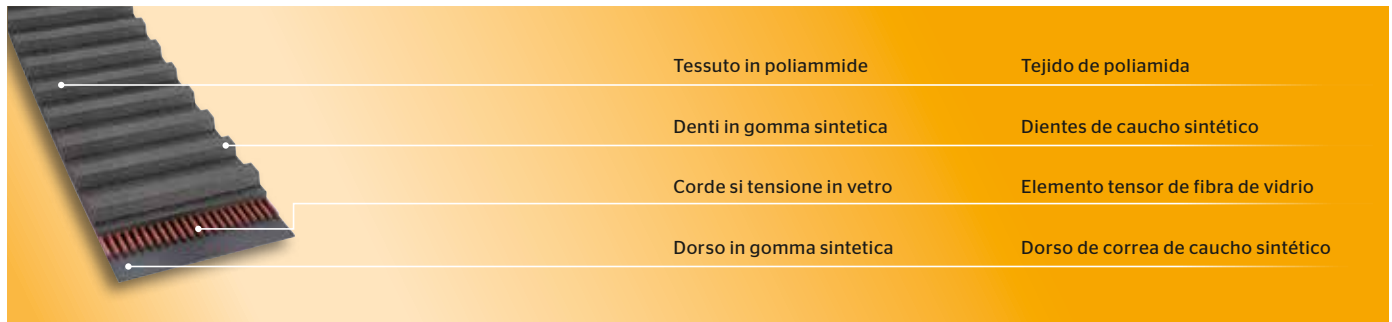 Tessuto in poliammide Tejido de poliamida
Denti in gomma sintetica Dientes de caucho sintético
Corde si tensione in vetro Elemento tensor de fibra de vidrio
Dorso in gomma sintetica Dorso de correa de caucho sintético